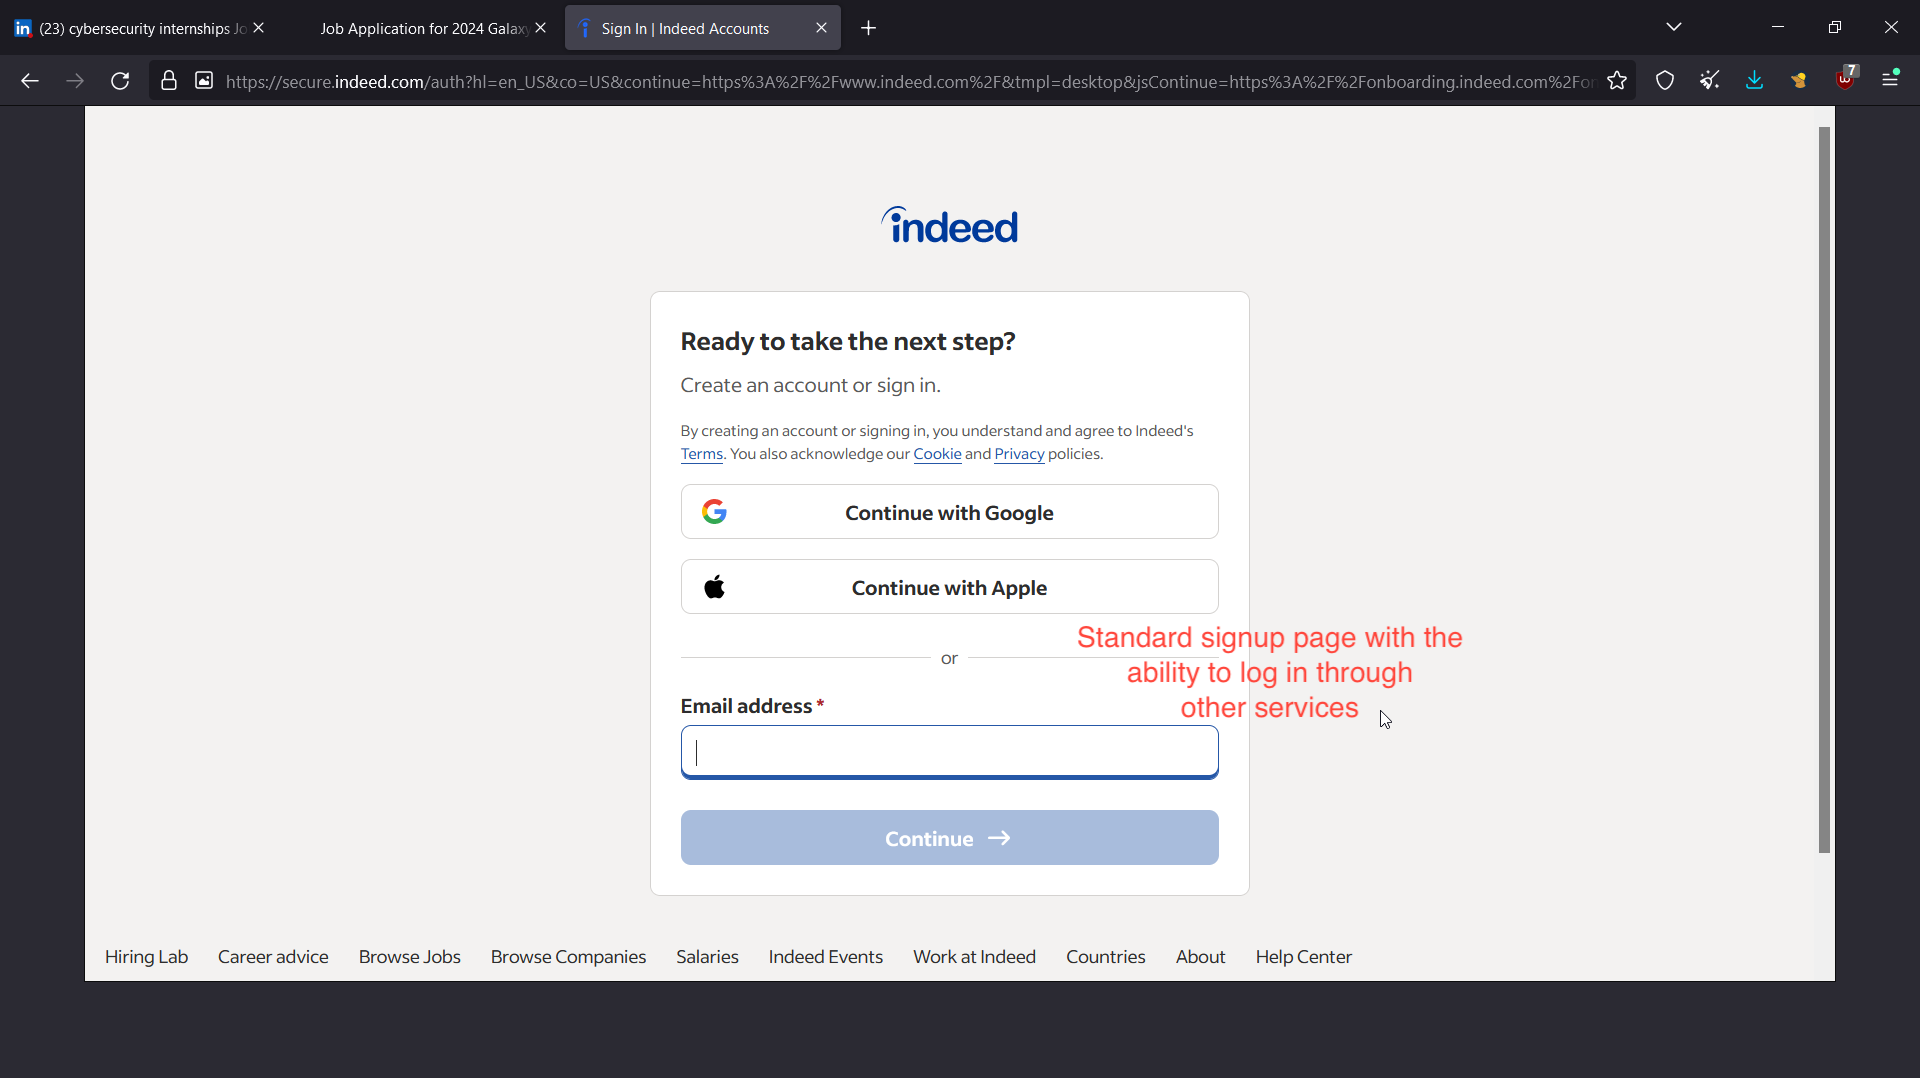 (23) cybersecurity internships Jo
Job Application for 2024 Galaxy
Sign In | Indeed Accounts
https://secure.indeed.com/auth?hl=en_US&co=US&continue=https%3A%2F%2Fwww.indeed.com%2F&tmpl=desktop&jsContinue=https%3A%2F%2Fonboarding.indeed.com%2For
7
indeed
Ready to take the next step?
Create an account or sign in.
By creating an account or signing in, you understand and agree to Indeed's
Terms. You also acknowledge our Cookie and Privacy policies.
Continue with Google
Continue with Apple
or
Standard signup page with the
ability to log in through
other services
Email address *
Continue →
Hiring Lab Career advice Browse Jobs Browse Companies Salaries Indeed Events Work at Indeed Countries About Help Center